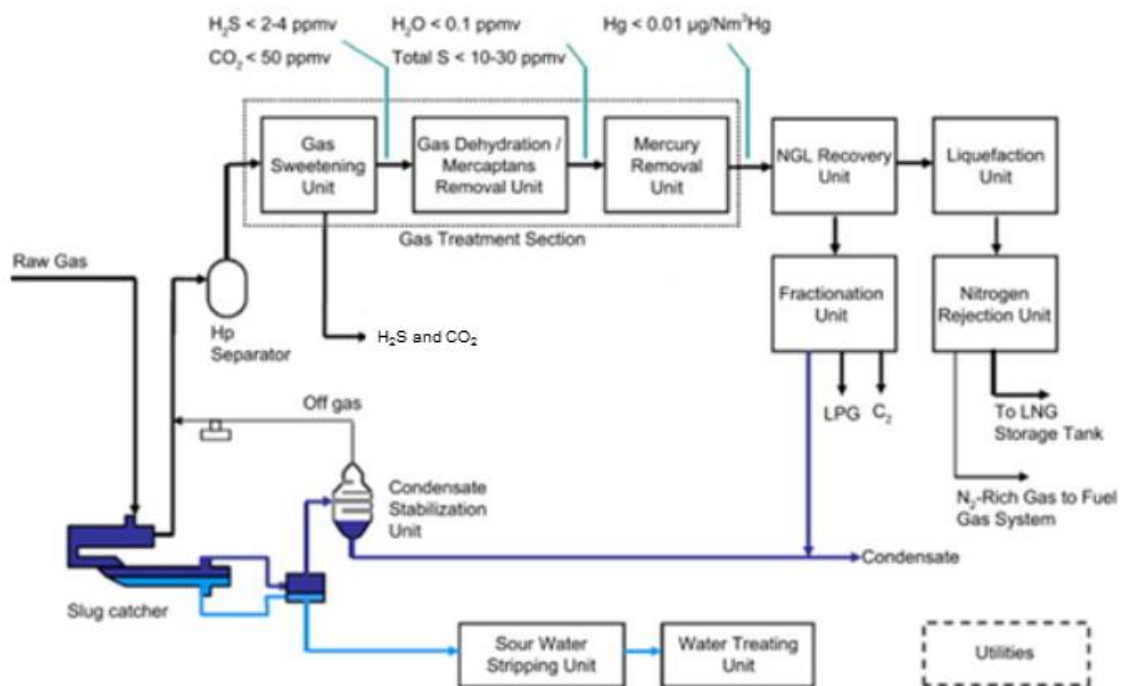 H₂S < 2-4 ppmv
CO₂ < 50 ppmv
H₂O < 0.1 ppmv
Total S < 10-30 ppmv
Hg < 0.01 µg/Nm³Hg
Gas
Sweetening
Unit
Gas Dehydration /
Mercaptans
Removal Unit
Mercury
Removal
Unit
NGL Recovery
Unit
Liquefaction
Unit
Gas Treatment Section
Raw Gas
Hp
Separator
H₂S and CO₂
Fractionation
Unit
Nitrogen
Rejection Unit
LPG
C₂
To LNG
Storage Tank
N₂-Rich Gas to Fuel
Gas System
Off gas
Condensate
Stabilization
Unit
Condensate
Slug catcher
Sour Water
Stripping Unit
Water Treating
Unit
Utilities